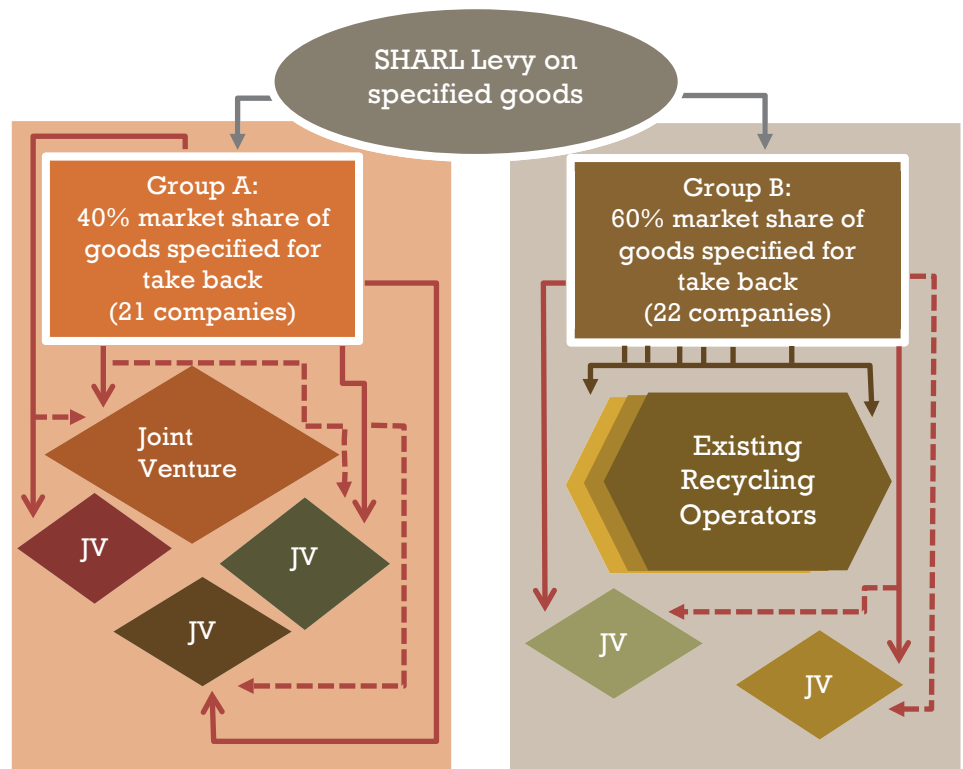 SHARL Levy on
specified goods
Group A:
40% market share of
goods specified for
take back
(21 companies)
Group B:
60% market share of
goods specified for
take back
(22 companies)
Joint
Venture
JV
JV
JV
Existing
Recycling
Operators
JV
JV